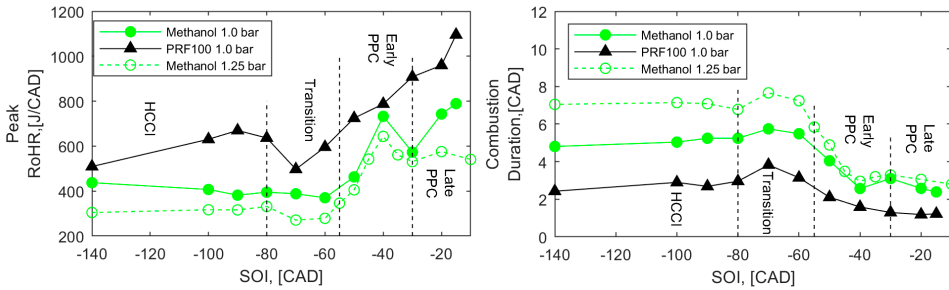 1200
1000
800
600
400
200
Peak
RoHR,[J/CAD]
Methanol 1.0 bar
PRF100 1.0 bar
Methanol 1.25 bar
HCCI
Transition
Early
PPC
Late
PPC
-140
-120
-100
-80
-60
-40
-20
SOI, [CAD]
12
10
8
6
4
2
0
Combustion
Duration,[CAD]
Methanol 1.0 bar
PRF100 1.0 bar
Methanol 1.25 bar
HCCI
Transition
Early
PPC
Late
PPC
-140
-120
-100
-80
-60
-40
-20
SOI, [CAD]